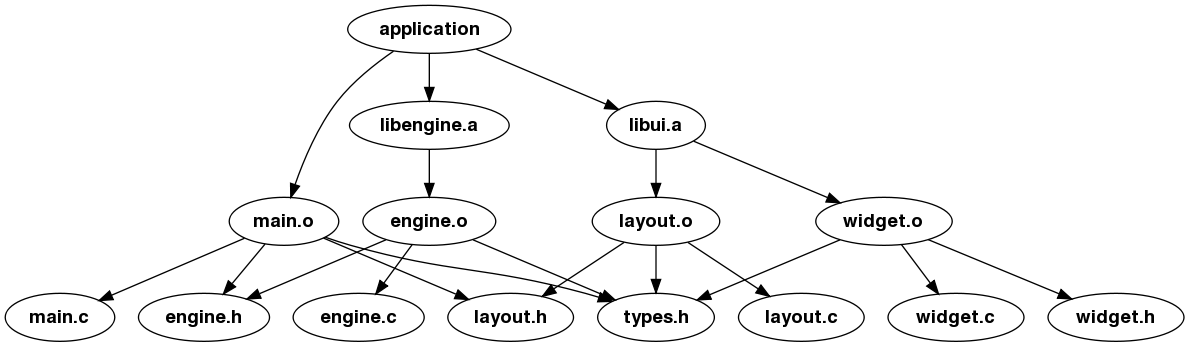 application
libengine.a
libui.a
main.o
engine.o
layout.o
widget.o
main.c
engine.h
engine.c
layout.h
types.h
layout.c
widget.c
widget.h